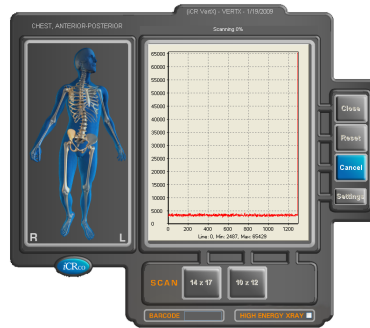 (iCR VertX) - VERTX - 1/19/2009
CHEST, ANTERIOR-POSTERIOR
Scanning 0%
65000
60000
55000
50000
45000
40000
35000
30000
25000
20000
15000
10000
5000
0
0 200 400 600 800 1000 1200
Line: 0, Min: 2487, Max: 65429
Close
Reset
Cancel
Settings
R L
iCRco
SCAN 14 x 17 10 x 12
BARCODE HIGH ENERGY XRAY